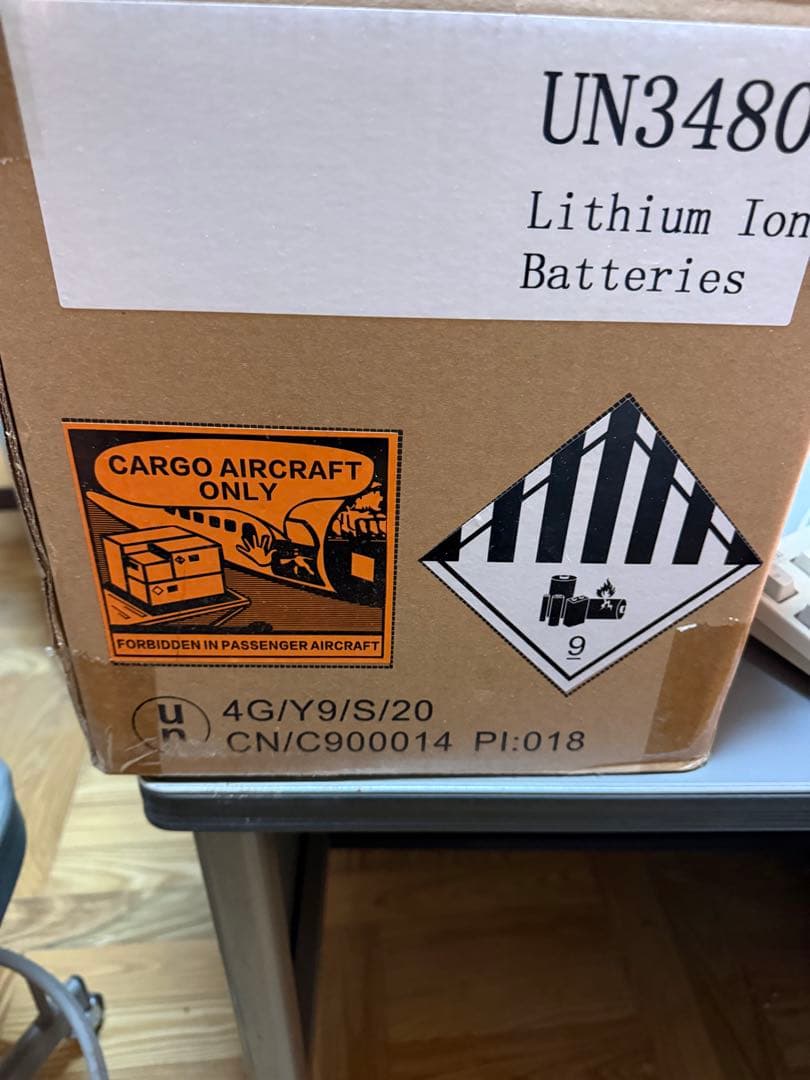 UN3480
Lithium Ion
Batteries
CARGO AIRCRAFT
ONLY
FORBIDDEN IN PASSENGER AIRCRAFT
9
un
4G/Y9/S/20
CN/C900014 PI:018